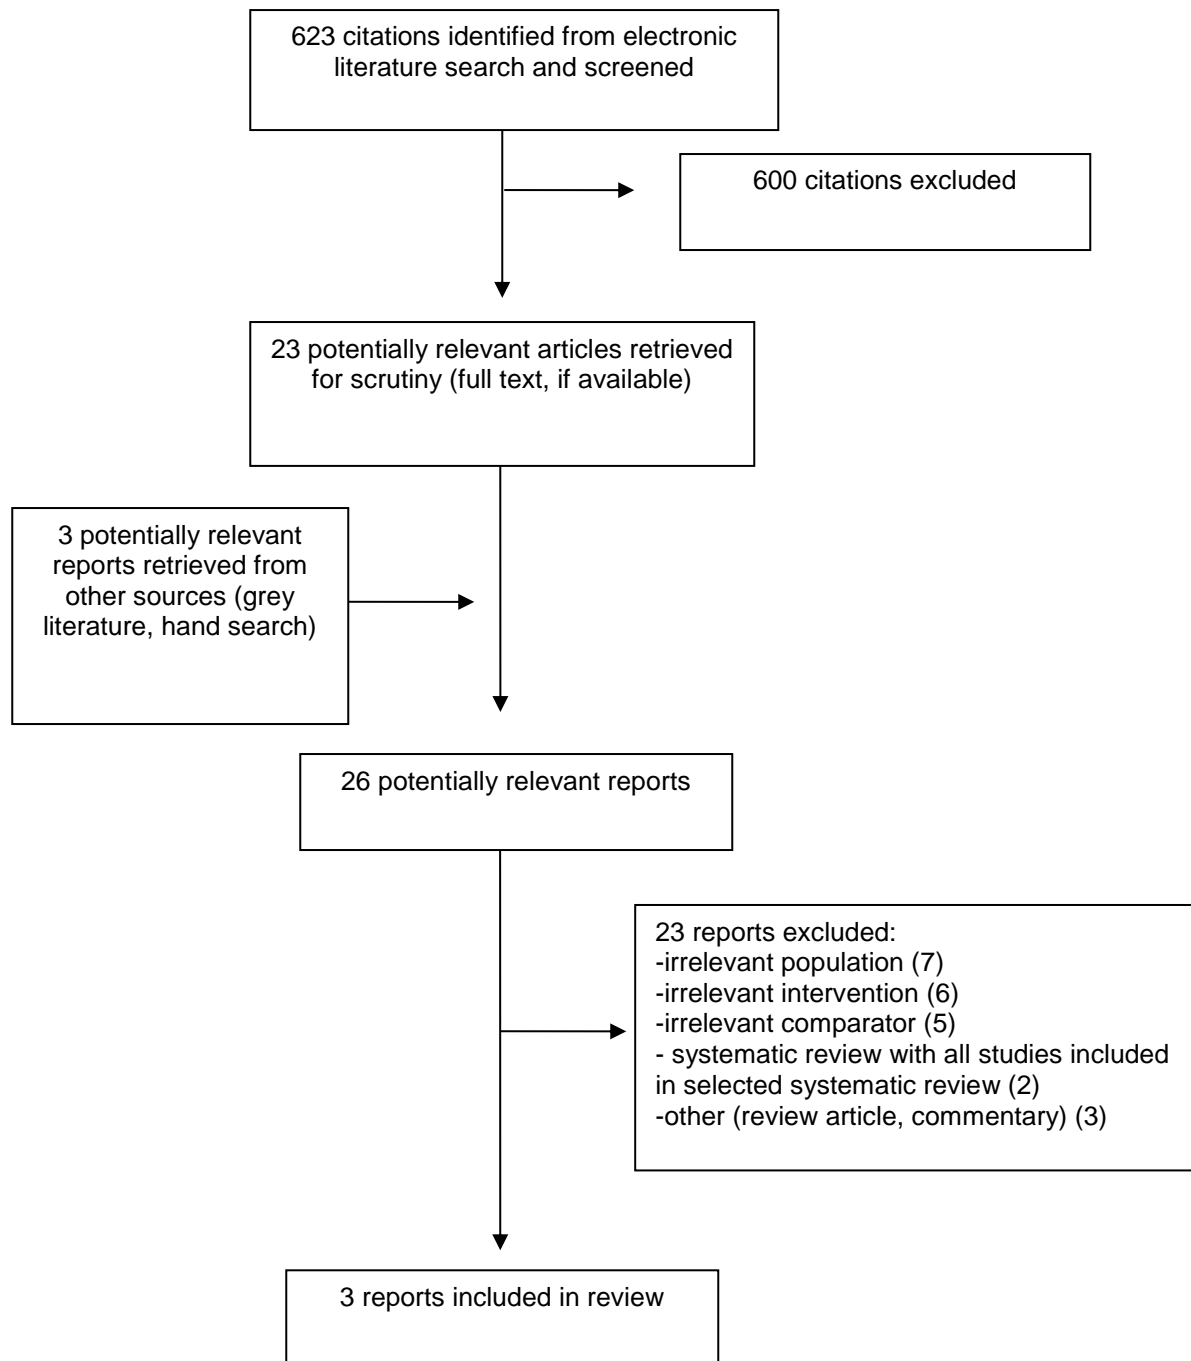 623 citations identified from electronic
literature search and screened
600 citations excluded
23 potentially relevant articles retrieved
for scrutiny (full text, if available)
3 potentially relevant
reports retrieved from
other sources (grey
literature, hand search)
26 potentially relevant reports
23 reports excluded:
-irrelevant population (7)
-irrelevant intervention (6)
-irrelevant comparator (5)
- systematic review with all studies included
in selected systematic review (2)
-other (review article, commentary) (3)
3 reports included in review